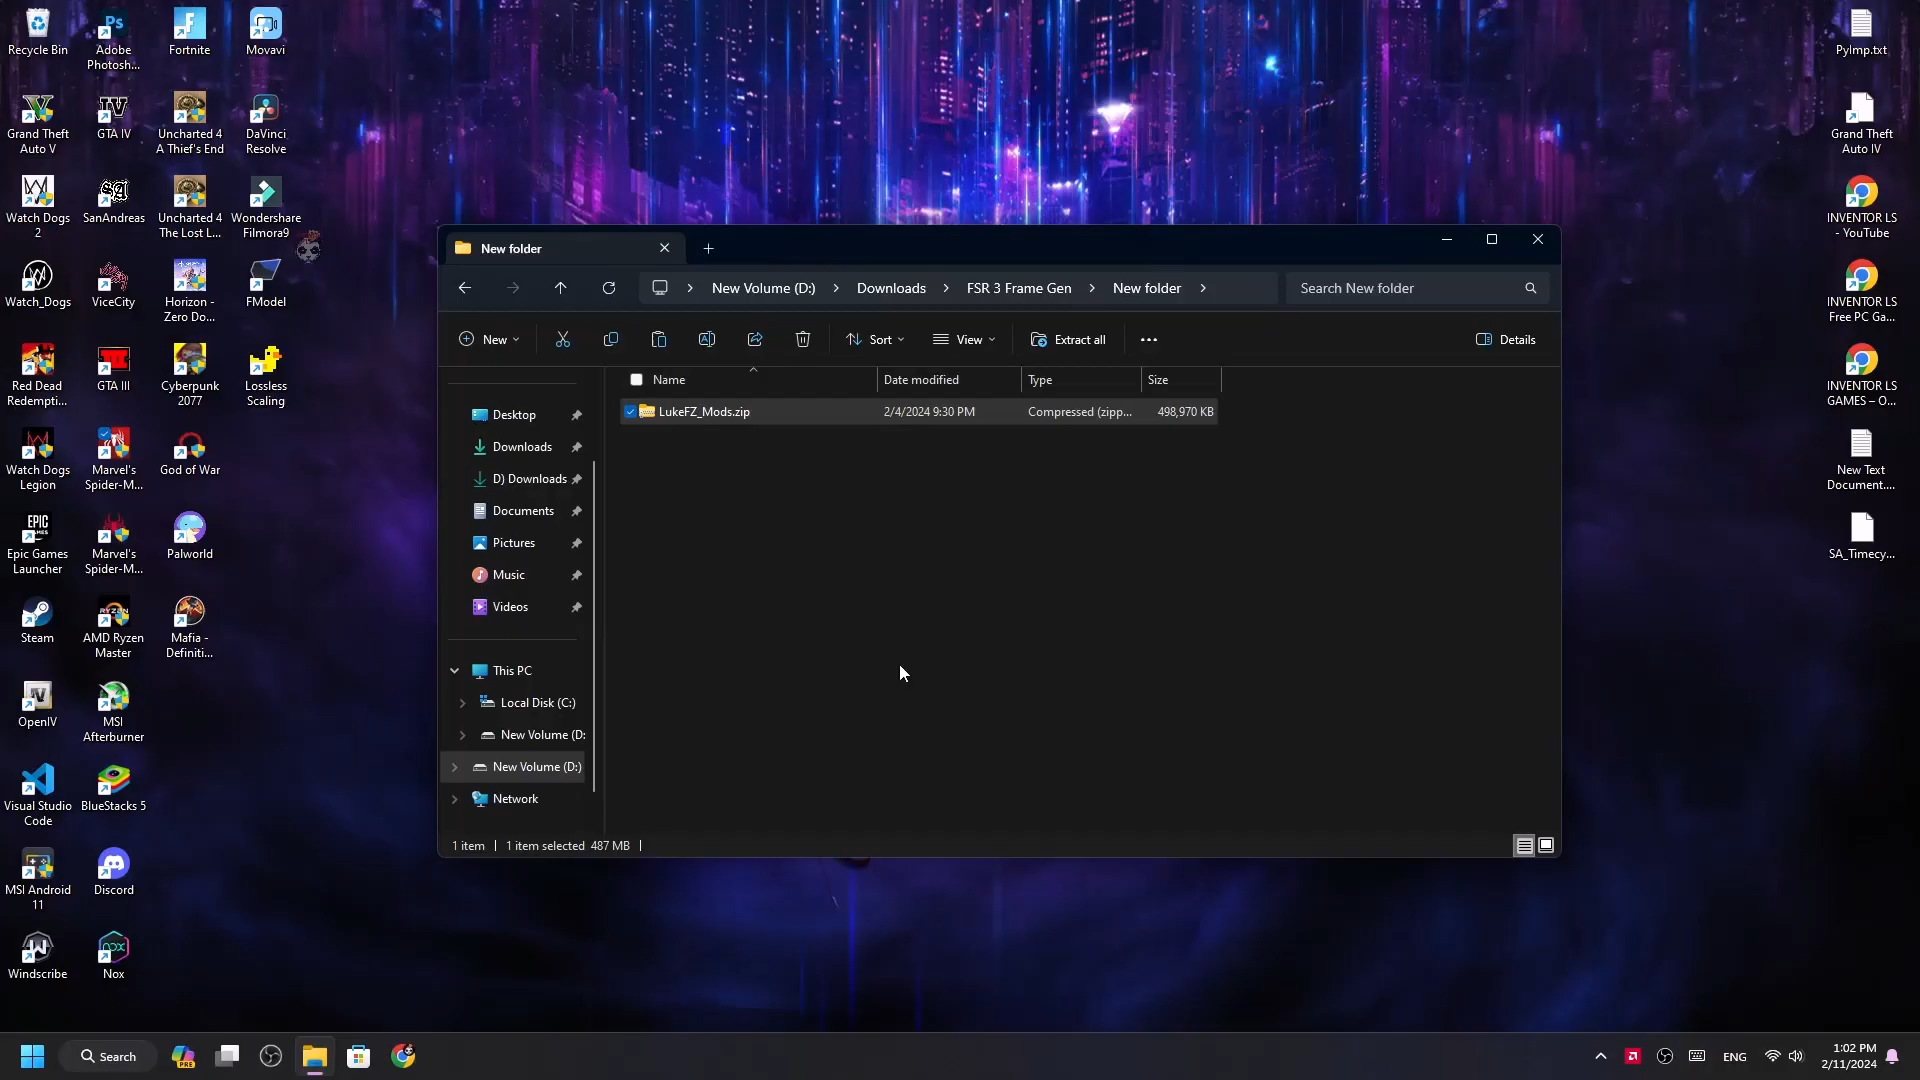 Recycle Bin
Adobe
Photosh...
Fortnite
Movavi
Grand Theft
Auto V
GTA IV
Uncharted 4
A Thief's End
DaVinci
Resolve
Watch Dogs
2
SanAndreas
Uncharted 4
The Lost L...
Wondershare
Filmora9
Watch_Dogs
ViceCity
Horizon -
Zero Do...
FModel
Red Dead
Redempti...
GTA III
Cyberpunk
2077
Lossless
Scaling
Watch Dogs
Legion
Marvel's
Spider-M...
God of War
Epic Games
Launcher
Marvel's
Spider-M...
Palworld
Steam
AMD Ryzen
Master
Mafia -
Definiti...
OpenIV
MSI
Afterburner
Visual Studio
Code
BlueStacks 5
MSI Android
11
Discord
Windscribe
Nox
New folder
New Volume (D:)
Downloads
FSR 3 Frame Gen
New folder
Search New folder
New
Sort
View
Extract all
Details
Name
Date modified
Type
Size
LukeFZ_Mods.zip
2/4/2024 9:30 PM
Compressed (zipp...
498,970 KB
Desktop
Downloads
D) Downloads
Documents
Pictures
Music
Videos
This PC
Local Disk (C:)
New Volume (D:
New Volume (D:)
Network
1 item
1 item selected 487 MB
PyImp.txt
Grand Theft
Auto IV
INVENTOR LS
- YouTube
INVENTOR LS
Free PC Ga...
INVENTOR LS
GAMES – O...
New Text
Document....
SA_Timecy...
Search
ENG
1:02 PM
2/11/2024